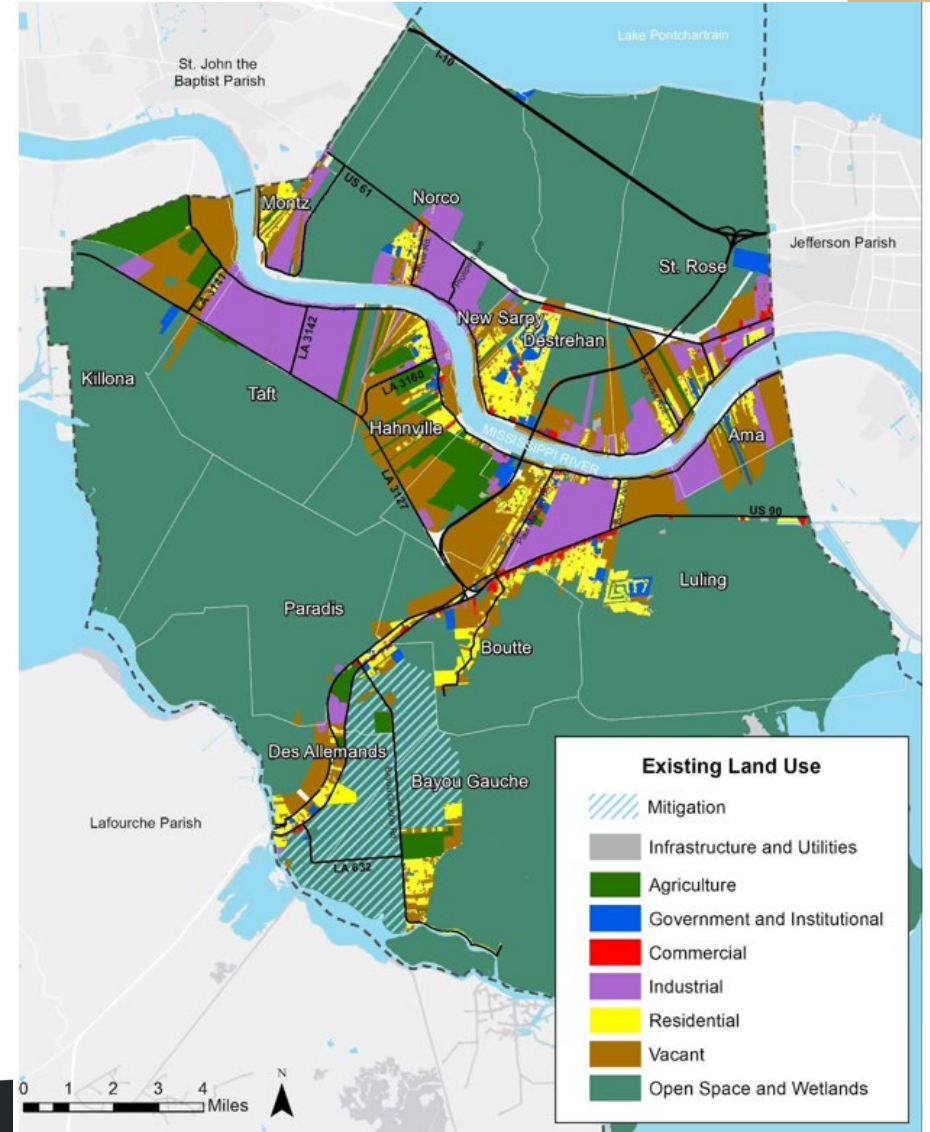 Lake Pontchartrain
I-10
St. John the
Baptist Parish
US 61
Norco
Montz
Jefferson Parish
St. Rose
LA 3141
LA 3142
New Sarpy
Destrehan
Killona
Taft
LA 3160
Hahnville
MISSISSIPPI RIVER
Ama
LA 3127
US 90
Luling
Paradis
Boutte
Des Allemands
Bayou Gauche
Lafourche Parish
LA 632
Existing Land Use
Mitigation
Infrastructure and Utilities
Agriculture
Government and Institutional
Commercial
Industrial
Residential
Vacant
Open Space and Wetlands
0 1 2 3 4
Miles
N